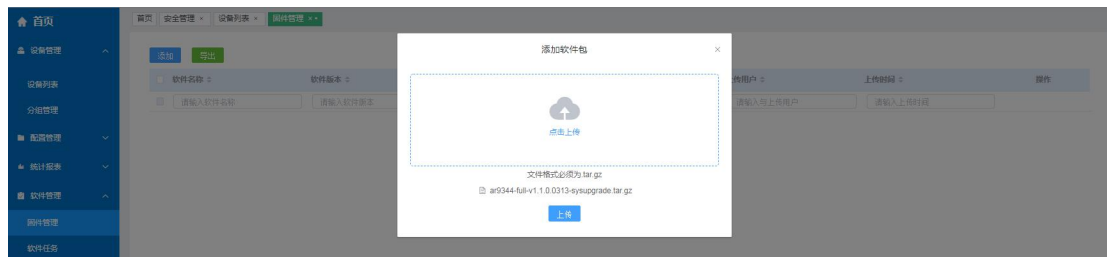 首页
设备管理
设备列表
分组管理
配置管理
统计报表
软件管理
固件管理
软件任务
首页 安全管理 × 设备列表 × 固件管理 ×
添加 导出
软件名称 软件版本 传用户 上传时间 操作
请输入软件名称 请输入软件版本 请输入与上传用户 请输入上传时间
添加软件包 ×
点击上传
文件格式必须为.tar.gz
ar9344-full-v1.1.0.0313-sysupgrade.tar.gz
上传